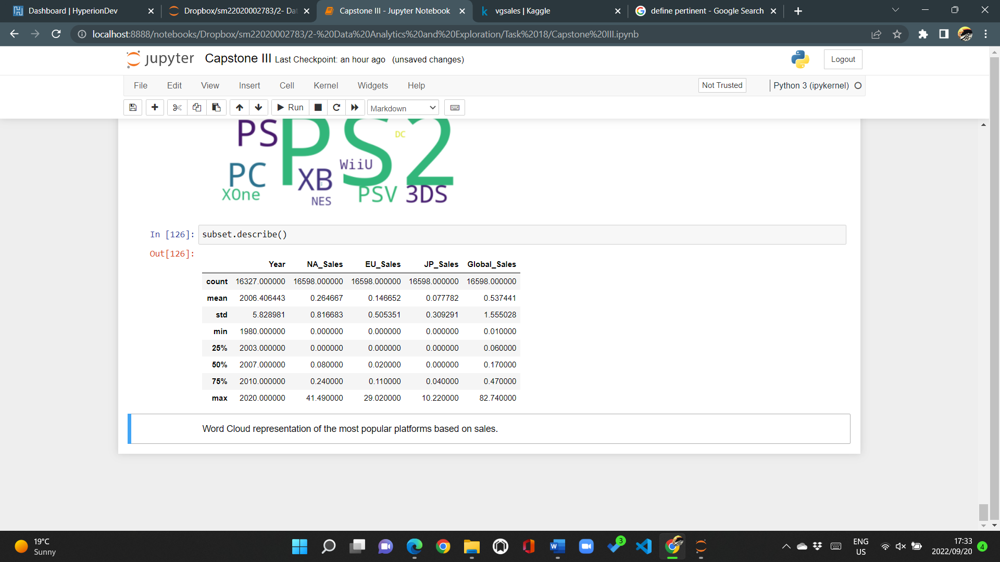 Dashboard | HyperionDev
Dropbox/sm22020002783/2- Dat
Capstone III - Jupyter Notebook
vgsales | Kaggle
define pertinent - Google Search
localhost:8888/notebooks/Dropbox/sm22020002783/2-%20Data%20Analytics%20and%20Exploration/Task%2018/Capstone%20III.ipynb
jupyter Capstone III Last Checkpoint: an hour ago (unsaved changes) Logout
File Edit View Insert Cell Kernel Widgets Help Not Trusted Python 3 (ipykernel)
Run Markdown
PS PS2 DC
PC XB WiiU
XOne NES PSV 3DS
In [126]: subset.describe()
Out[126]:
Year NA_Sales EU_Sales JP_Sales Global_Sales
count 16327.000000 16598.000000 16598.000000 16598.000000 16598.000000
mean 2006.406443 0.264667 0.146652 0.077782 0.537441
std 5.828981 0.816683 0.505351 0.309291 1.555028
min 1980.000000 0.000000 0.000000 0.000000 0.010000
25% 2003.000000 0.000000 0.000000 0.000000 0.060000
50% 2007.000000 0.080000 0.020000 0.000000 0.170000
75% 2010.000000 0.240000 0.110000 0.040000 0.470000
max 2020.000000 41.490000 29.020000 10.220000 82.740000
Word Cloud representation of the most popular platforms based on sales.
19°C
Sunny
3
ENG
US
17:33
2022/09/20
4